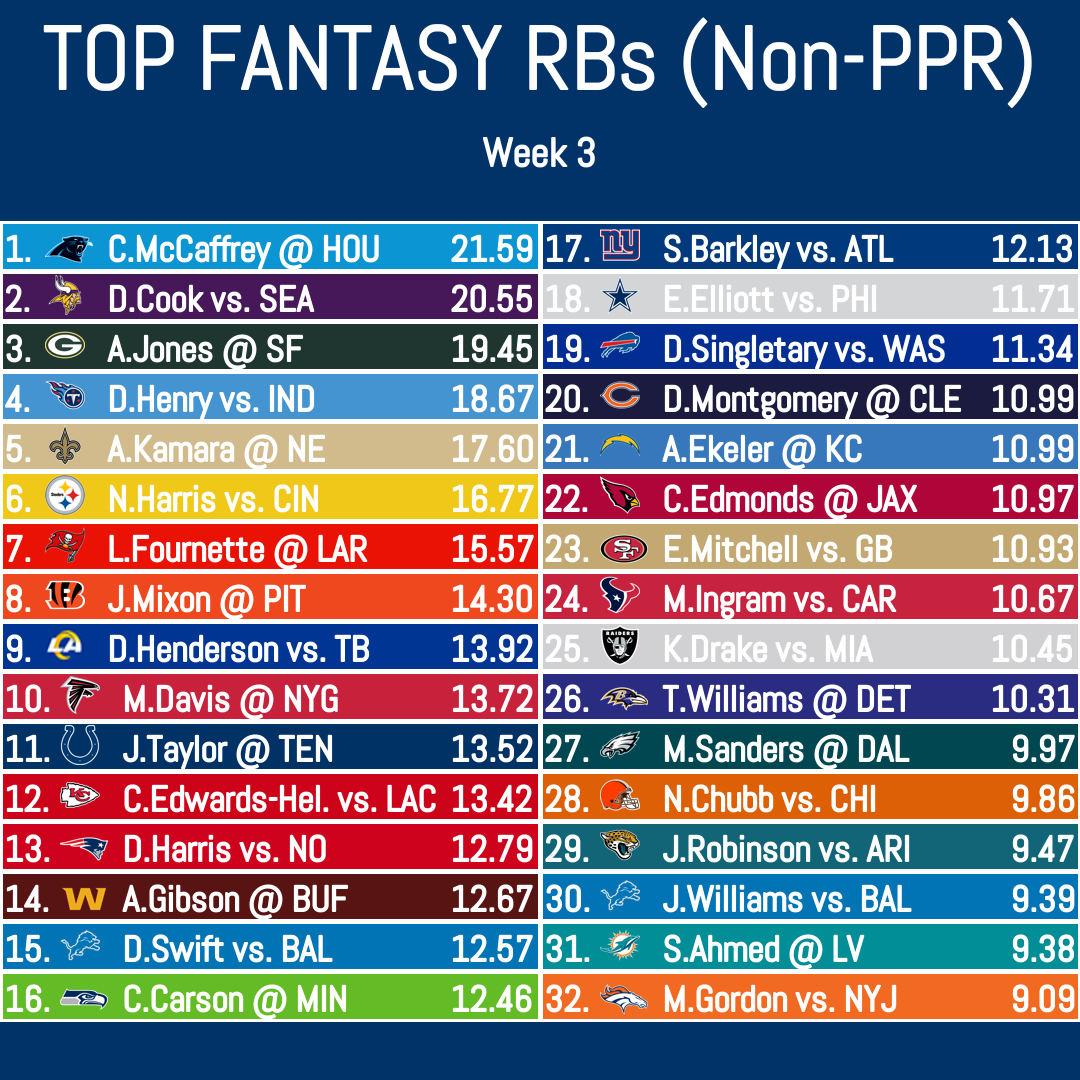 TOP FANTASY RBs (Non-PPR)
Week 3
1. C.McCaffrey @ HOU 21.59
2. D.Cook vs. SEA 20.55
3. A.Jones @ SF 19.45
4. D.Henry vs. IND 18.67
5. A.Kamara @ NE 17.60
6. N.Harris vs. CIN 16.77
7. L.Fournette @ LAR 15.57
8. J.Mixon @ PIT 14.30
9. D.Henderson vs. TB 13.92
10. M.Davis @ NYG 13.72
11. J.Taylor @ TEN 13.52
12. C.Edwards-Hel. vs. LAC 13.42
13. D.Harris vs. NO 12.79
14. W A.Gibson @ BUF 12.67
15. D.Swift vs. BAL 12.57
16. C.Carson @ MIN 12.46
17. ny S.Barkley vs. ATL 12.13
18. E.Elliott vs. PHI 11.71
19. D.Singletary vs. WAS 11.34
20. D.Montgomery @ CLE 10.99
21. A.Ekeler @ KC 10.99
22. C.Edmonds @ JAX 10.97
23. SF E.Mitchell vs. GB 10.93
24. M.Ingram vs. CAR 10.67
25. RAIDERS K.Drake vs. MIA 10.45
26. T.Williams @ DET 10.31
27. M.Sanders @ DAL 9.97
28. N.Chubb vs. CHI 9.86
29. J.Robinson vs. ARI 9.47
30. J.Williams vs. BAL 9.39
31. S.Ahmed @ LV 9.38
32. M.Gordon vs. NYJ 9.09